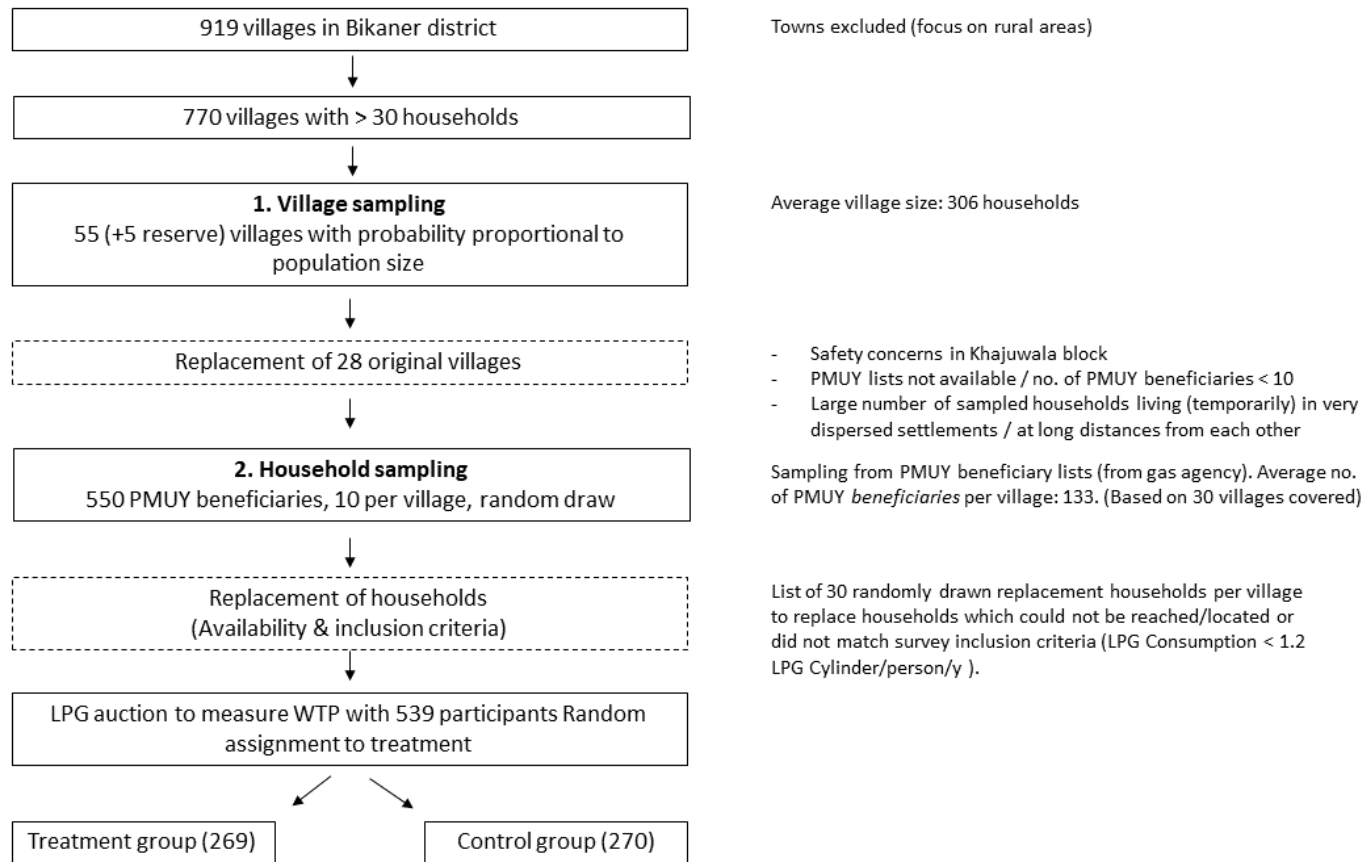 919 villages in Bikaner district
Towns excluded (focus on rural areas)
770 villages with > 30 households
1. Village sampling
55 (+5 reserve) villages with probability proportional to
population size
Average village size: 306 households
Replacement of 28 original villages
- Safety concerns in Khajuwala block
- PMUY lists not available / no. of PMUY beneficiaries < 10
- Large number of sampled households living (temporarily) in very
dispersed settlements / at long distances from each other
2. Household sampling
550 PMUY beneficiaries, 10 per village, random draw
Sampling from PMUY beneficiary lists (from gas agency). Average no.
of PMUY beneficiaries per village: 133. (Based on 30 villages covered)
Replacement of households
(Availability & inclusion criteria)
List of 30 randomly drawn replacement households per village
to replace households which could not be reached/located or
did not match survey inclusion criteria (LPG Consumption < 1.2
LPG Cylinder/person/y ).
LPG auction to measure WTP with 539 participants Random
assignment to treatment
Treatment group (269)
Control group (270)